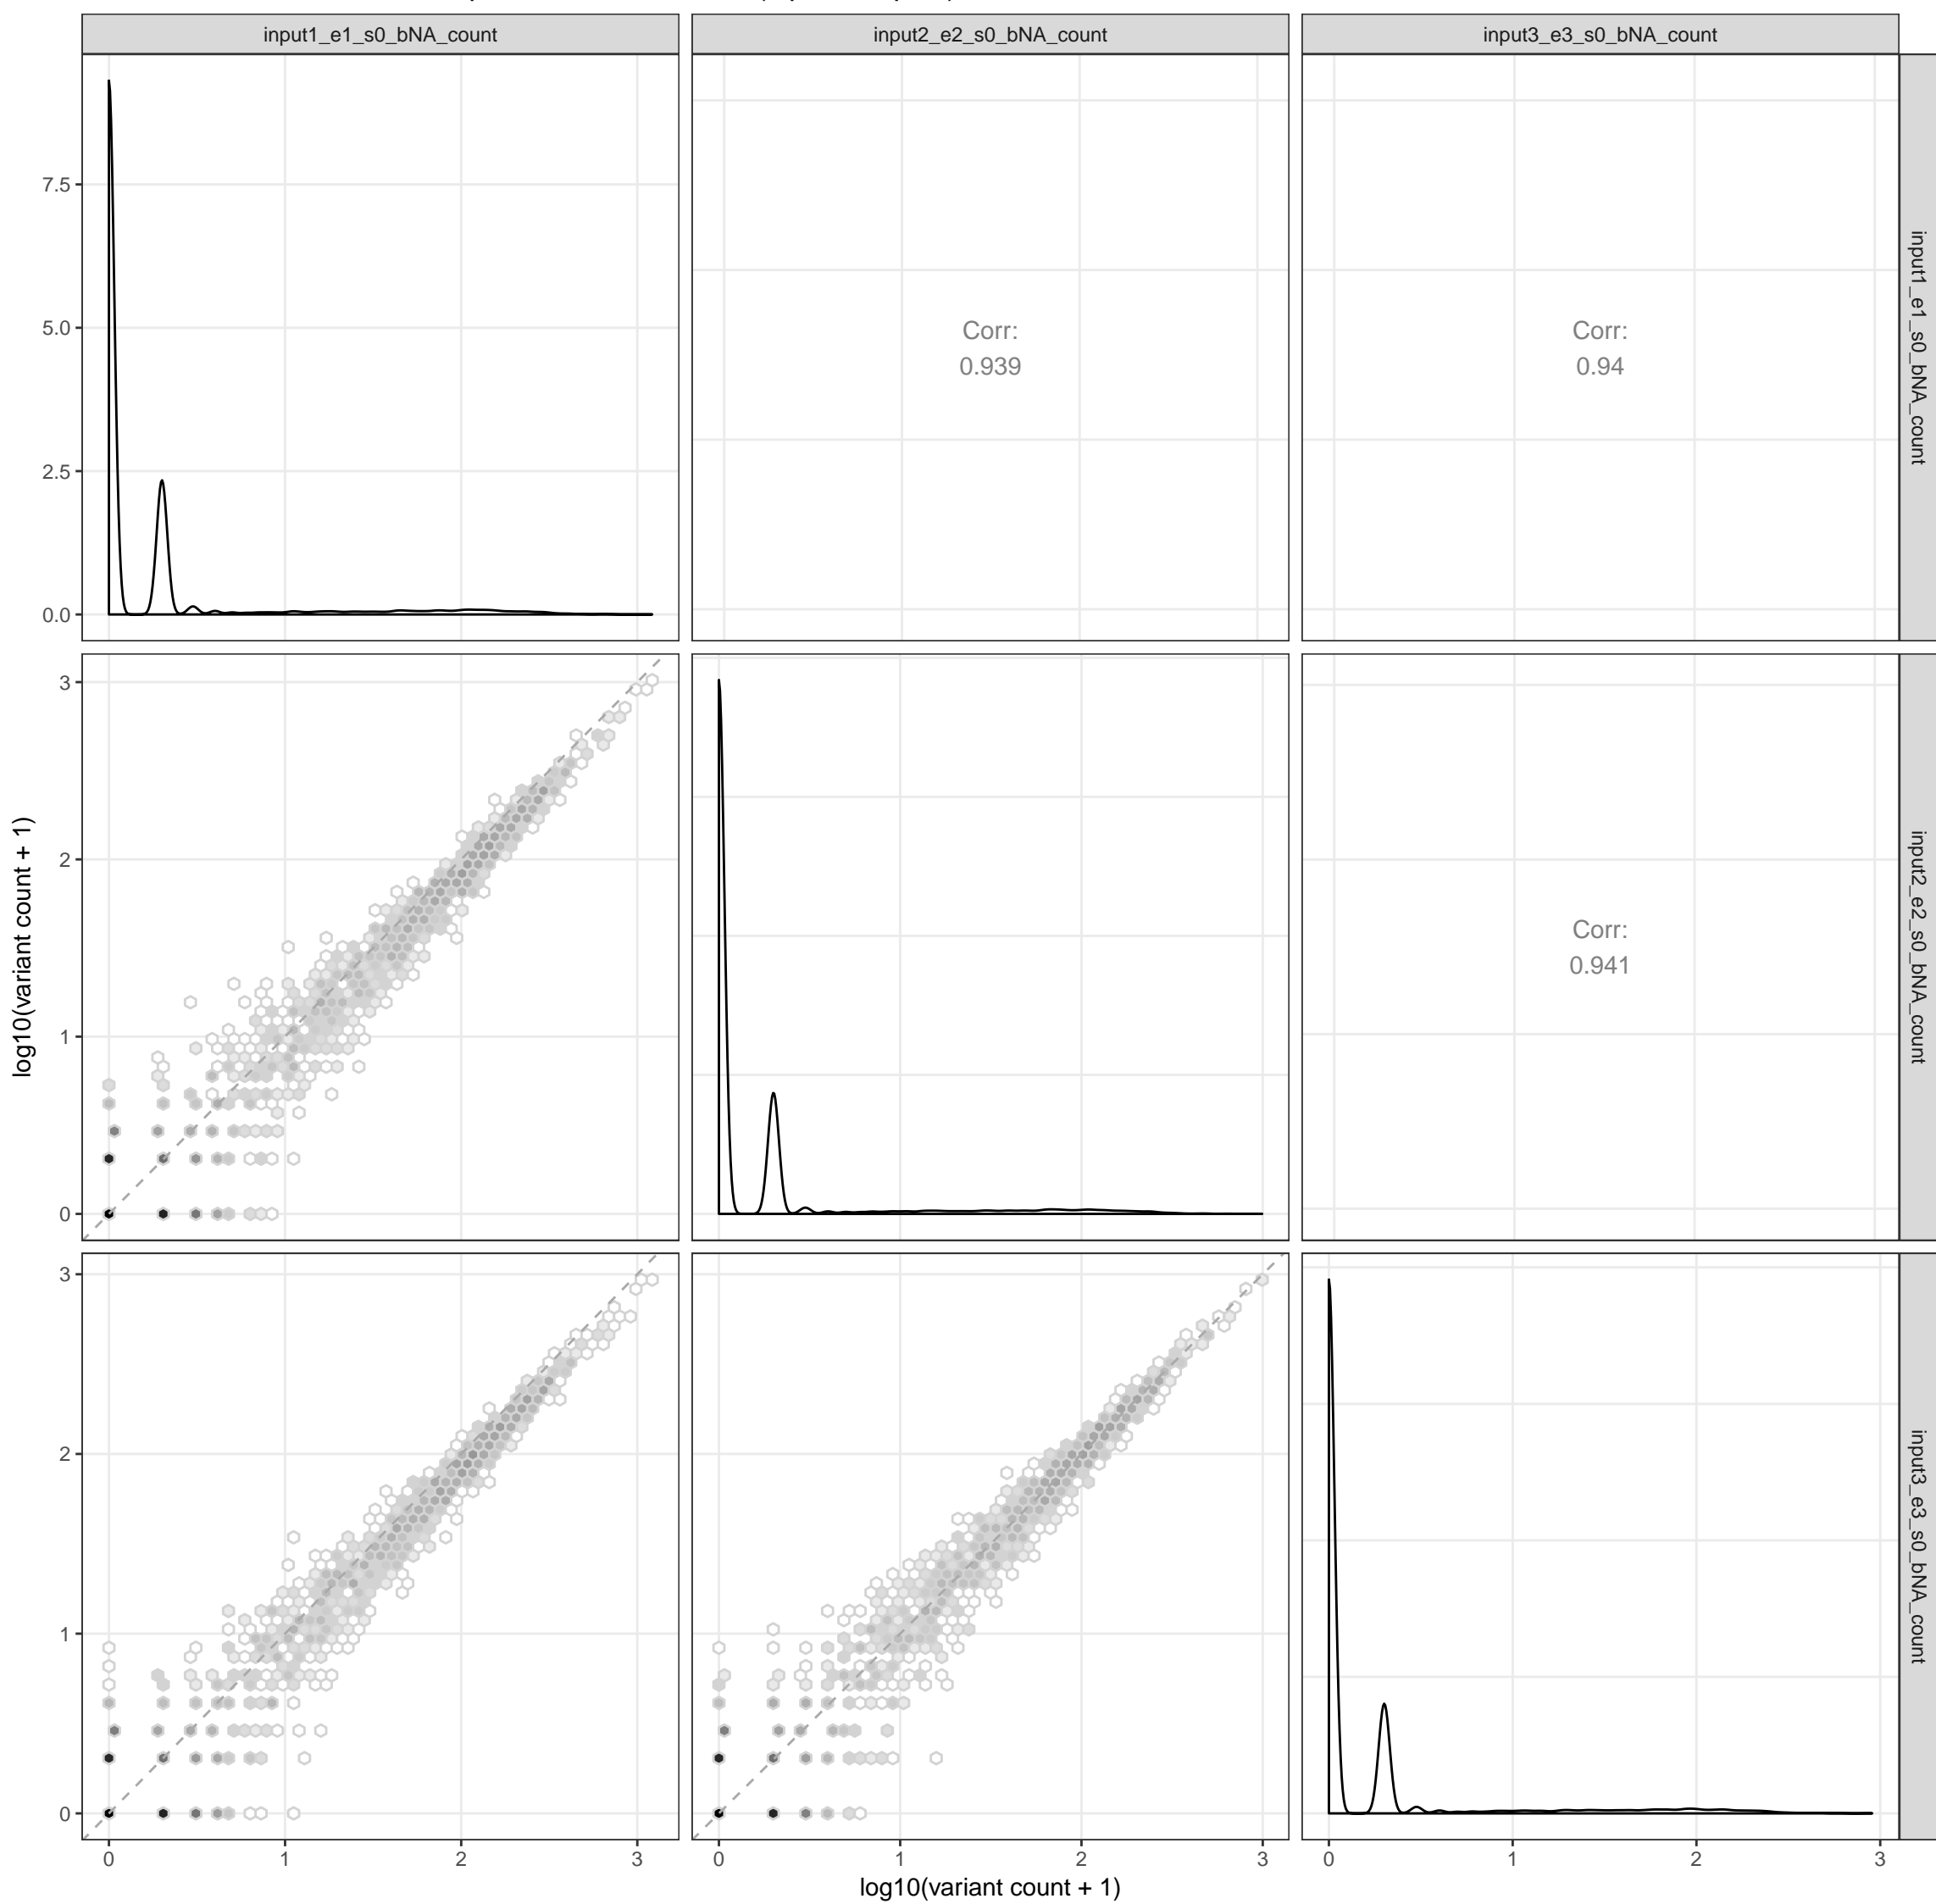 input1_e1_s0_bNA_count
input2_e2_s0_bNA_count
input3_e3_s0_bNA_count
7.5
5.0
2.5
0.0
Corr:
0.939
Corr:
0.94
input1_e1_s0_bNA_count
log10(variant count + 1)
3
2
1
0
Corr:
0.941
input2_e2_s0_bNA_count
3
2
1
0
input3_e3_s0_bNA_count
0 1 2 3
0 1 2 3
0 1 2 3
log10(variant count + 1)